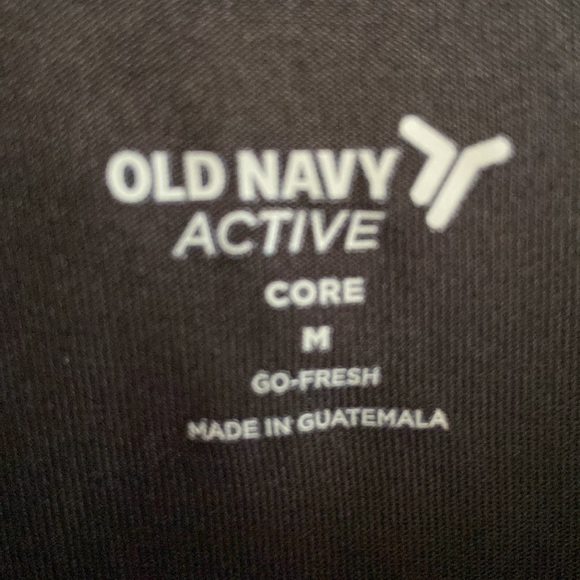 OLD NAVY
ACTIVE
CORE
M
GO-FRESH
MADE IN GUATEMALA